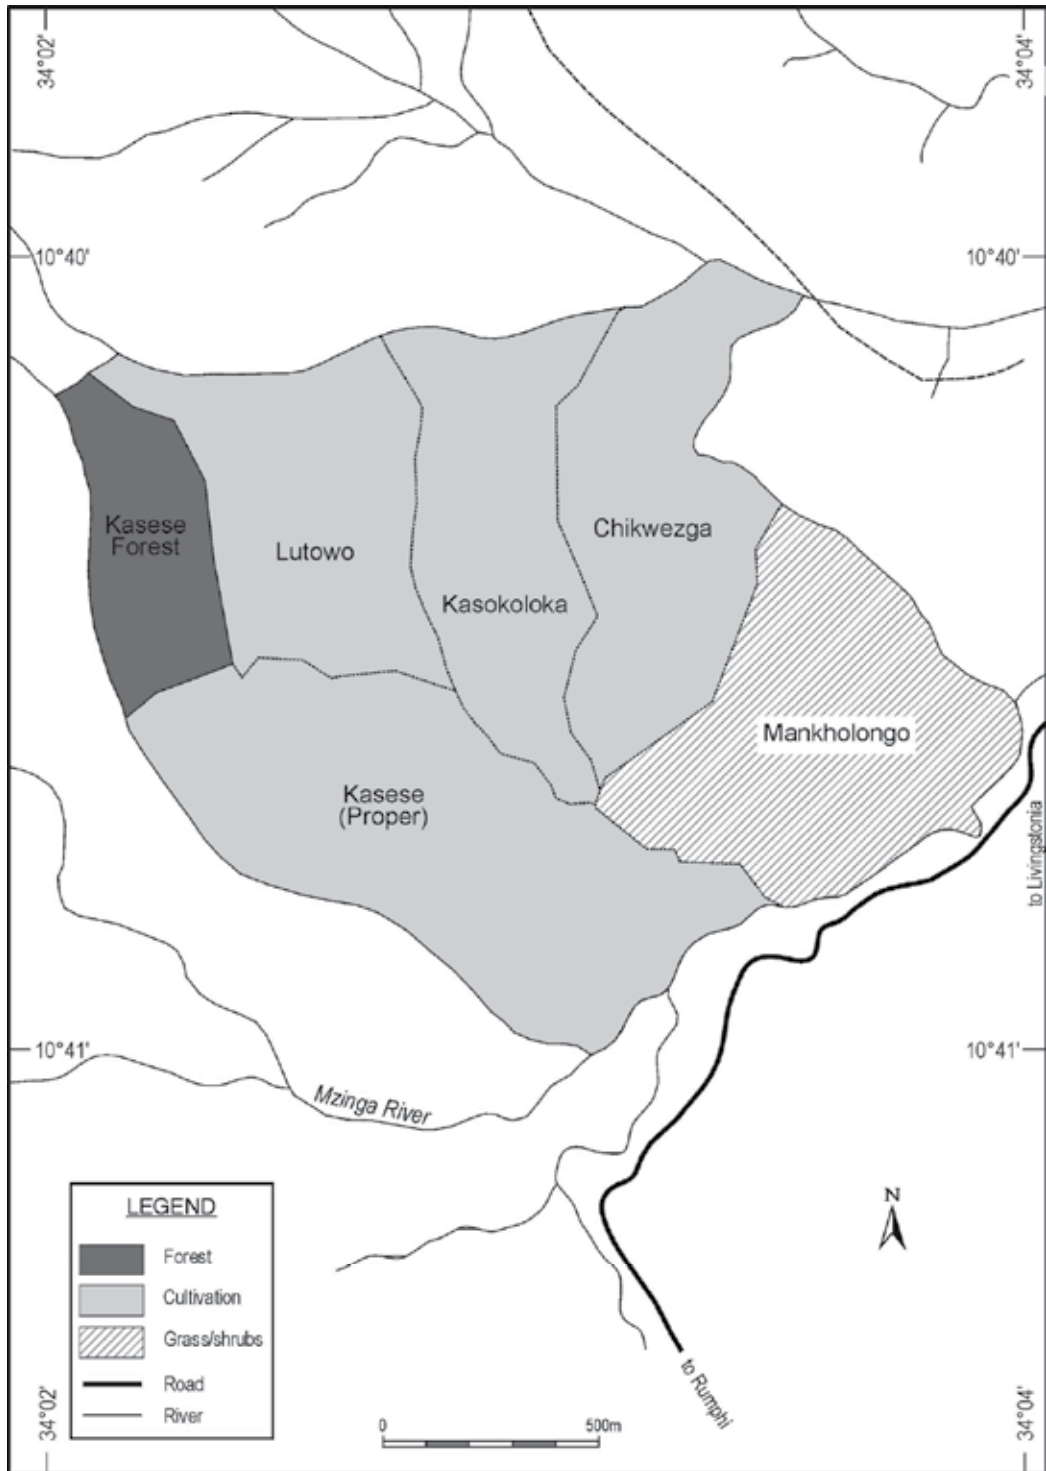 34°02'
34°04'
10°40'
10°40'
Kasese
Forest
Lutowo
Chikwezga
Kasokoloka
Mankholongo
Kasese
(Proper)
to Livingstonia
10°41'
10°41'
Mzinga River
LEGEND
Forest
Cultivation
Grass/shrubs
Road
River
N
to Rumphi
0
500m
34°02'
34°04'